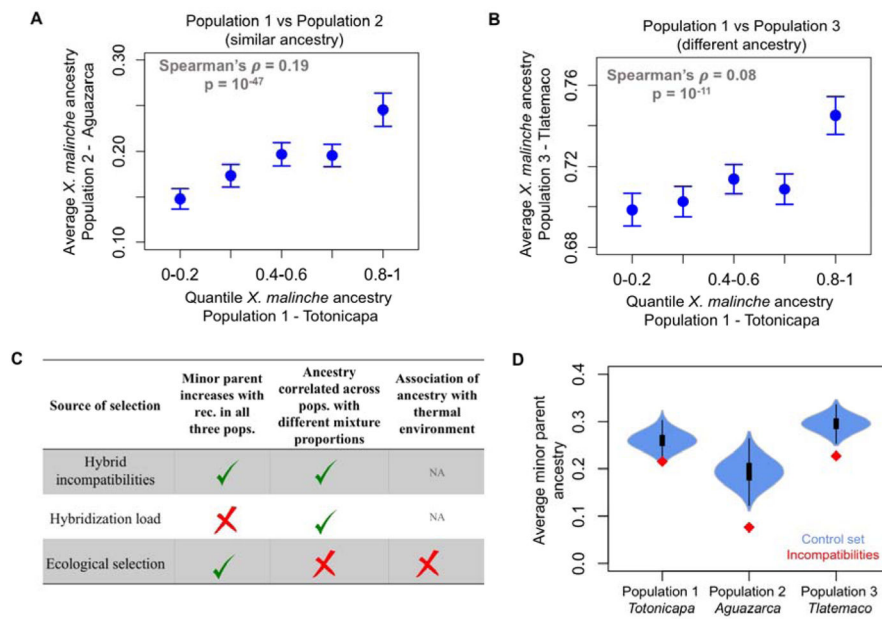 A
Population 1 vs Population 2
(similar ancestry)
Spearman's ρ = 0.19
p = 10-47
Average X. malinche ancestry
Population 2 - Aguazarca
0.30
0.20
0.10
0-0.2
0.4-0.6
0.8-1
Quantile X. malinche ancestry
Population 1 - Totonicapa
B
Population 1 vs Population 3
(different ancestry)
Spearman's ρ = 0.08
p = 10-11
Average X. malinche ancestry
Population 3 - Tlatemaco
0.76
0.72
0.68
0-0.2
0.4-0.6
0.8-1
Quantile X. malinche ancestry
Population 1 - Totonicapa
C
Source of selection
Minor parent
increases with
rec. in all
three pops.
Ancestry
correlated across
pops. with
different mixture
proportions
Association of
ancestry with
thermal
environment
Hybrid
incompatibilities
NA
Hybridization load
NA
Ecological selection
D
Average minor parent
ancestry
0.4
0.3
0.2
0.1
0.0
Control set
Incompatibilities
Population 1
Totonicapa
Population 2
Aguazarca
Population 3
Tlatemaco